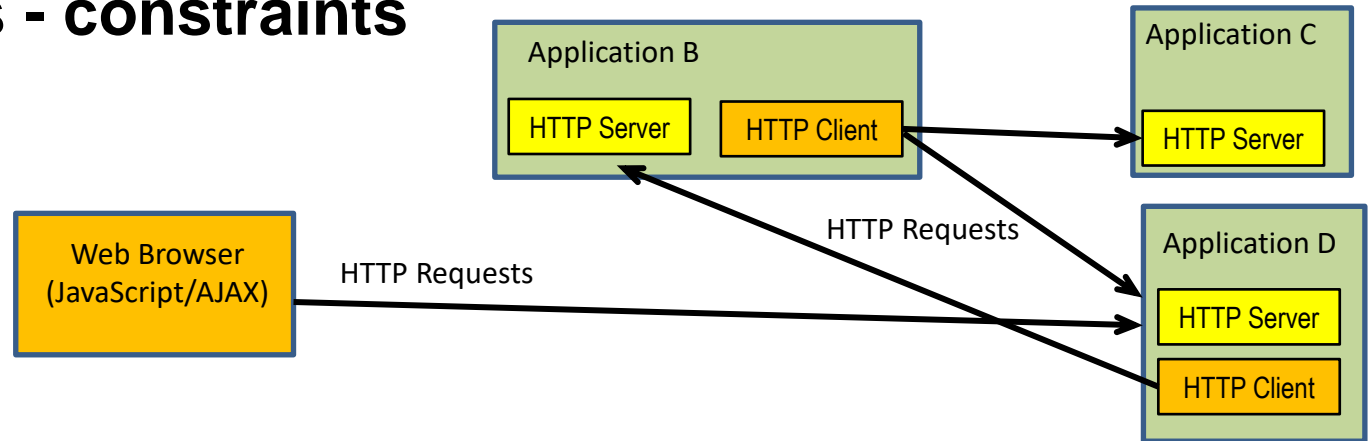 s - constraints
Application B
HTTP Server
HTTP Client
Application C
HTTP Server
HTTP Requests
Web Browser
(JavaScript/AJAX)
HTTP Requests
Application D
HTTP Server
HTTP Client